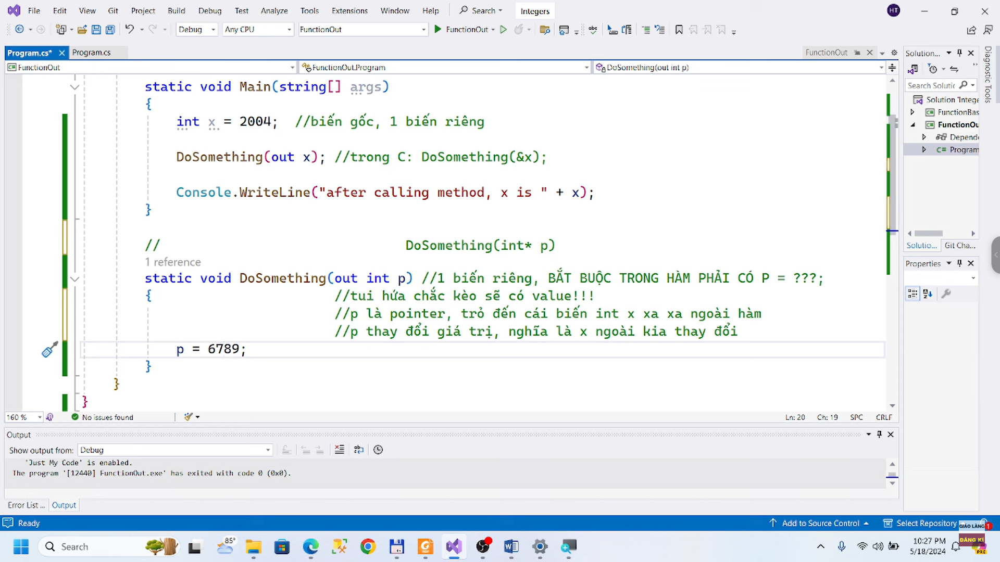 File Edit View Git Project Build Debug Test Analyze Tools Extensions Window Help Search Integers HT
Debug Any CPU FunctionOut FunctionOut
Program.cs* Program.cs FunctionOut
FunctionOut FunctionOut.Program DoSomething(out int p)
static void Main(string[] args)
{
int x = 2004; //biến gốc, 1 biến riêng
DoSomething(out x); //trong C: DoSomething(&x);
Console.WriteLine("after calling method, x is " + x);
}
// DoSomething(int* p)
1 reference
static void DoSomething(out int p) //1 biến riêng, BẮT BUỘC TRONG HÀM PHẢI CÓ P = ???;
{ //tui hứa chắc kèo sẽ có value!!!
//p là pointer, trỏ đến cái biến int x xa xa ngoài hàm
//p thay đổi giá trị, nghĩa là x ngoài kia thay đổi
p = 6789;
}
}
}
160 % No issues found Ln: 20 Ch: 19 SPC CRLF
Output
Show output from: Debug
'Just My Code' is enabled.
The program '[12440] FunctionOut.exe' has exited with code 0 (0x0).
Error List ... Output
Solution...
Search Solutic
Solution 'Intege
FunctionBas
FunctionOu
Depend
C# Program
Solutio... Git Cha...
Properties
Diagnostic Tools
Ready Add to Source Control Select Repository
GIÁO LÀNG 1
ĐĂNG KÍ
Search 85° 10:27 PM
5/18/2024
PRE